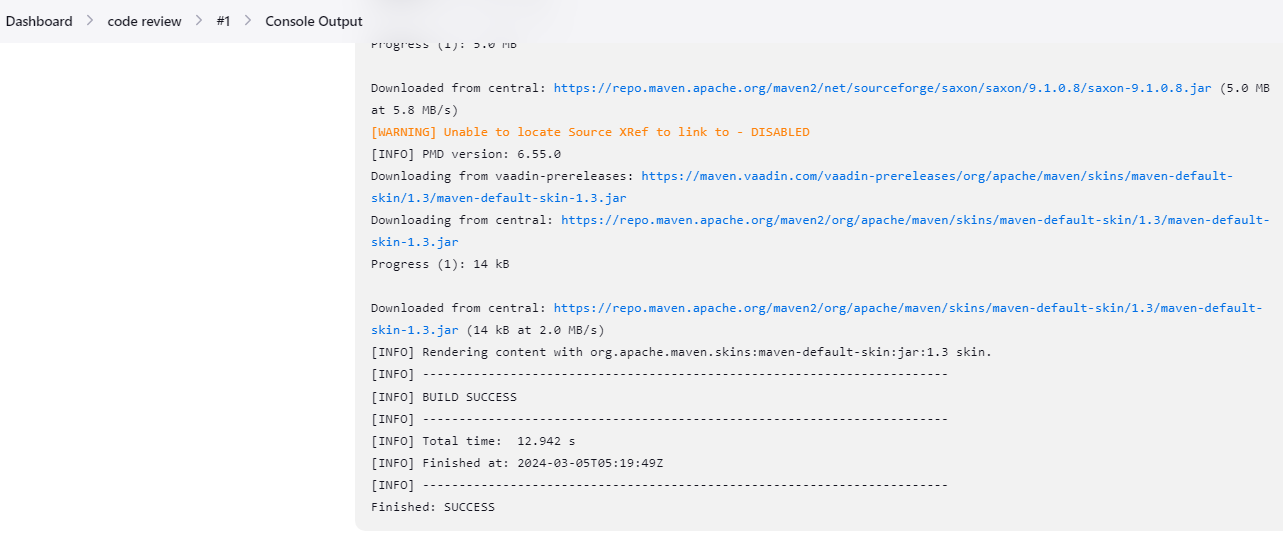 Dashboard > code review > #1 > Console Output
Progress (1): 5.0 MB
Downloaded from central: https://repo.maven.apache.org/maven2/net/sourceforge/saxon/saxon/9.1.0.8/saxon-9.1.0.8.jar (5.0 MB
at 5.8 MB/s)
[WARNING] Unable to locate Source XRef to link to - DISABLED
[INFO] PMD version: 6.55.0
Downloading from vaadin-prereleases: https://maven.vaadin.com/vaadin-prereleases/org/apache/maven/skins/maven-default-
skin/1.3/maven-default-skin-1.3.jar
Downloading from central: https://repo.maven.apache.org/maven2/org/apache/maven/skins/maven-default-skin/1.3/maven-default-
skin-1.3.jar
Progress (1): 14 kB
Downloaded from central: https://repo.maven.apache.org/maven2/org/apache/maven/skins/maven-default-skin/1.3/maven-default-
skin-1.3.jar (14 kB at 2.0 MB/s)
[INFO] Rendering content with org.apache.maven.skins:maven-default-skin:jar:1.3 skin.
[INFO] ------------------------------------------------------------------------
[INFO] BUILD SUCCESS
[INFO] ------------------------------------------------------------------------
[INFO] Total time:  12.942 s
[INFO] Finished at: 2024-03-05T05:19:49Z
[INFO] ------------------------------------------------------------------------
Finished: SUCCESS